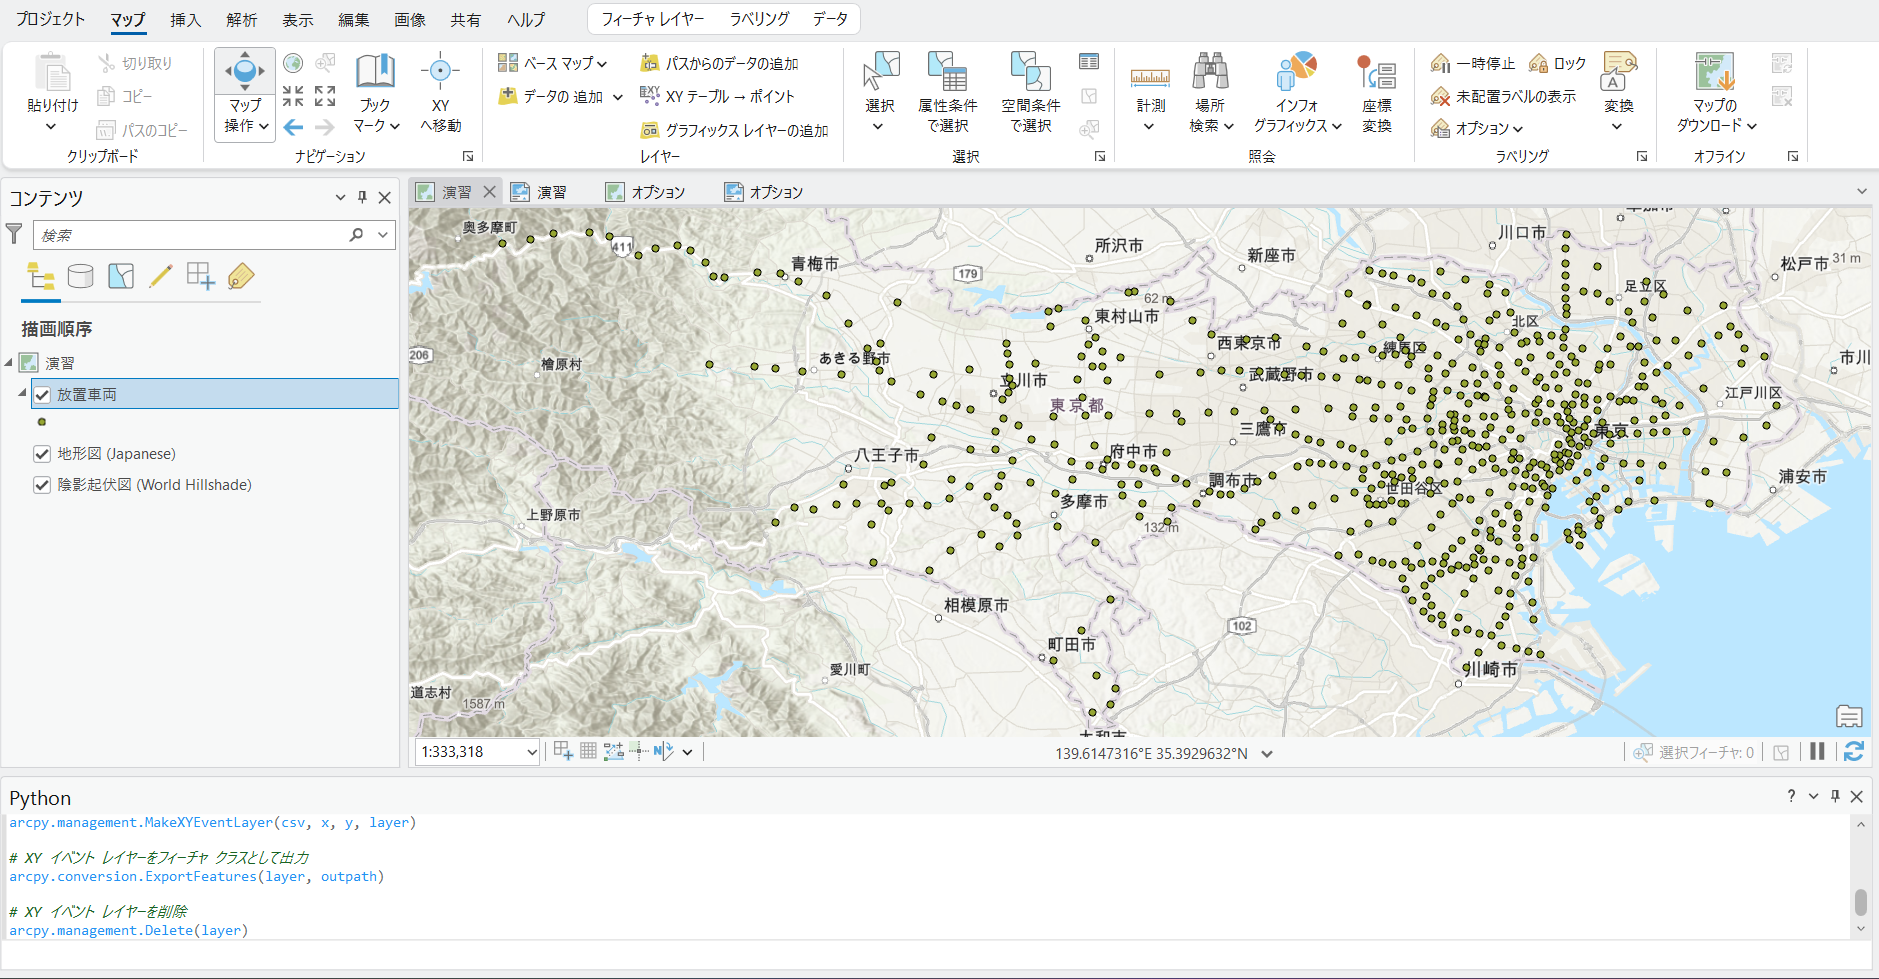 プロジェクト マップ 挿入 解析 表示 編集 画像 共有 ヘルプ フィーチャ レイヤー ラベリング データ
貼り付け
切り取り
コピー
パスのコピー
クリップボード
マップ
操作
ブック
マーク
XY
へ移動
ナビゲーション
ベース マップ
データの 追加
パスからのデータの追加
XY テーブル → ポイント
グラフィックス レイヤーの追加
レイヤー
選択
属性条件
で選択
空間条件
で選択
選択
計測
場所
検索
インフォ
グラフィックス
座標
変換
照会
一時停止 ロック
未配置ラベルの表示
オプション
変換
ラベリング
マップの
ダウンロード
オフライン
コンテンツ
検索
描画順序
演習
放置車両
地形図 (Japanese)
陰影起伏図 (World Hillshade)
演習 演習 オプション オプション
奥多摩町
411
青梅市
所沢市
179
新座市
川口市
松戸市
31 m
足立区
62 m
東村山市
北区
206
檜原村
あきる野市
西東京市
練馬区
市川
立川市
武蔵野市
東京都
江戸川区
三鷹市
東京
八王子市
府中市
調布市
世田谷区
浦安市
上野原市
多摩市
132 m
相模原市
102
町田市
愛川町
川崎市
道志村
1587 m
大和市
1:333,318
139.6147316°E 35.3929632°N
選択フィーチャ: 0
Python
arcpy.management.MakeXYEventLayer(csv, x, y, layer)
# XY イベント レイヤーをフィーチャ クラスとして出力
arcpy.conversion.ExportFeatures(layer, outpath)
# XY イベント レイヤーを削除
arcpy.management.Delete(layer)